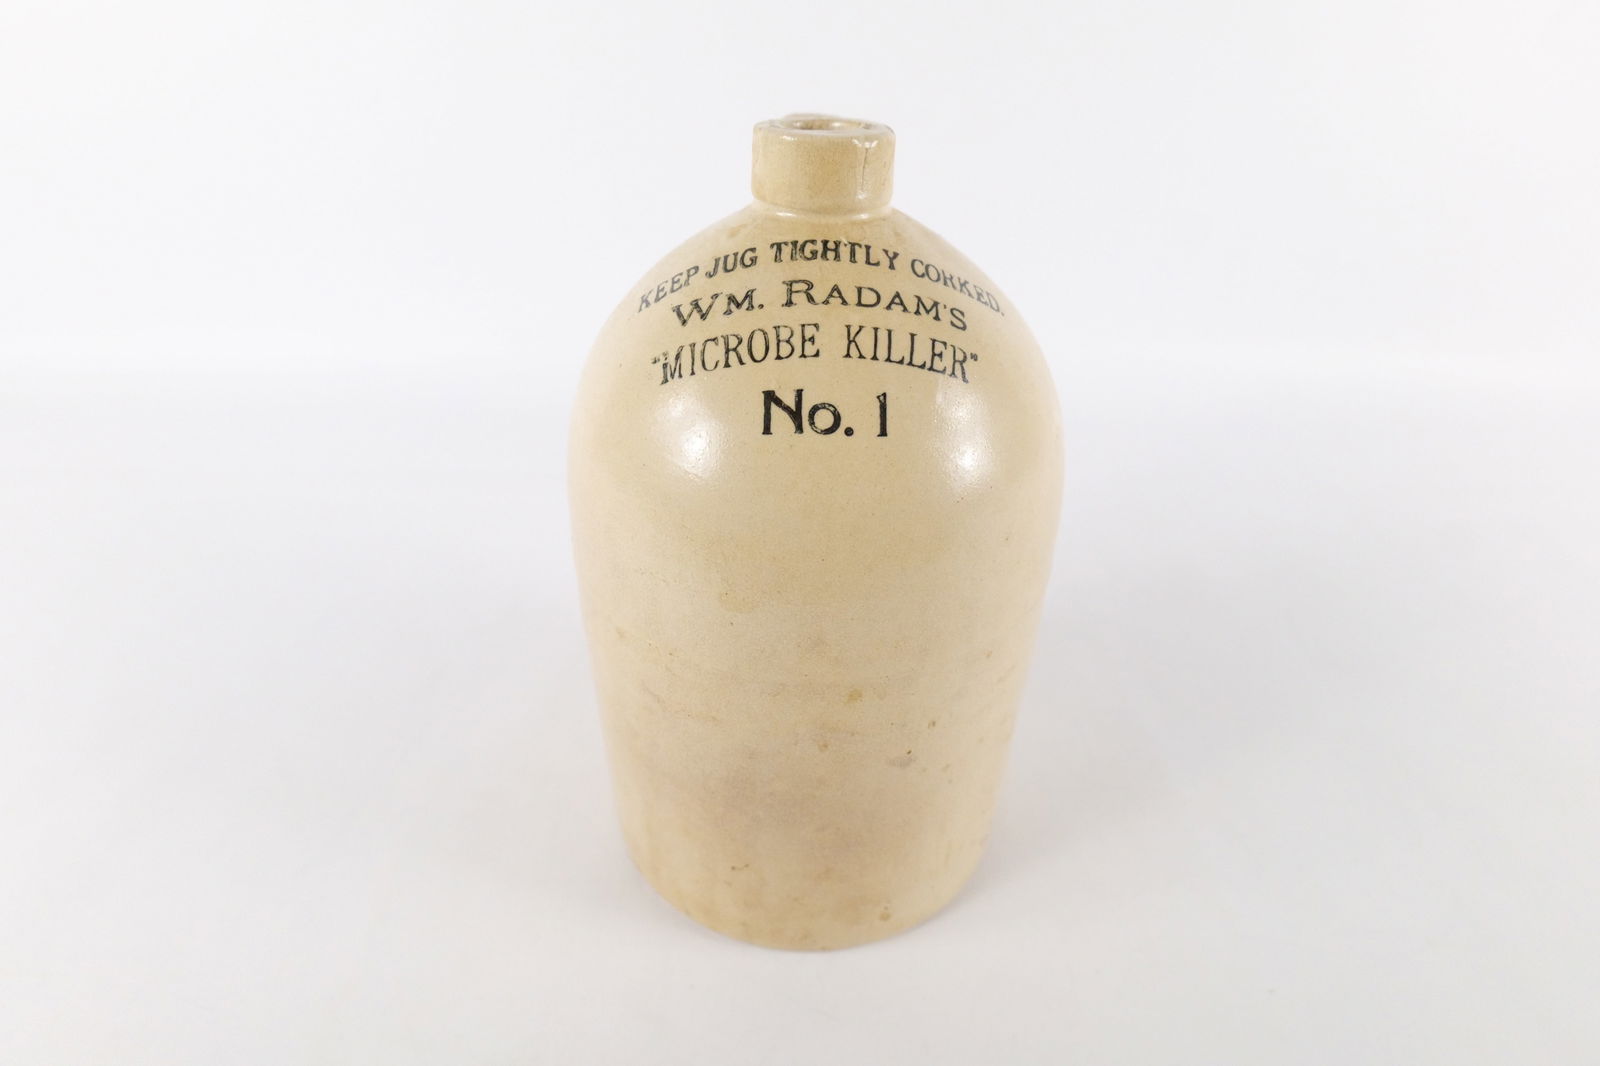 KEEP JUG TIGHTLY CORKED.
WM. RADAM'S
"MICROBE KILLER"
No. 1